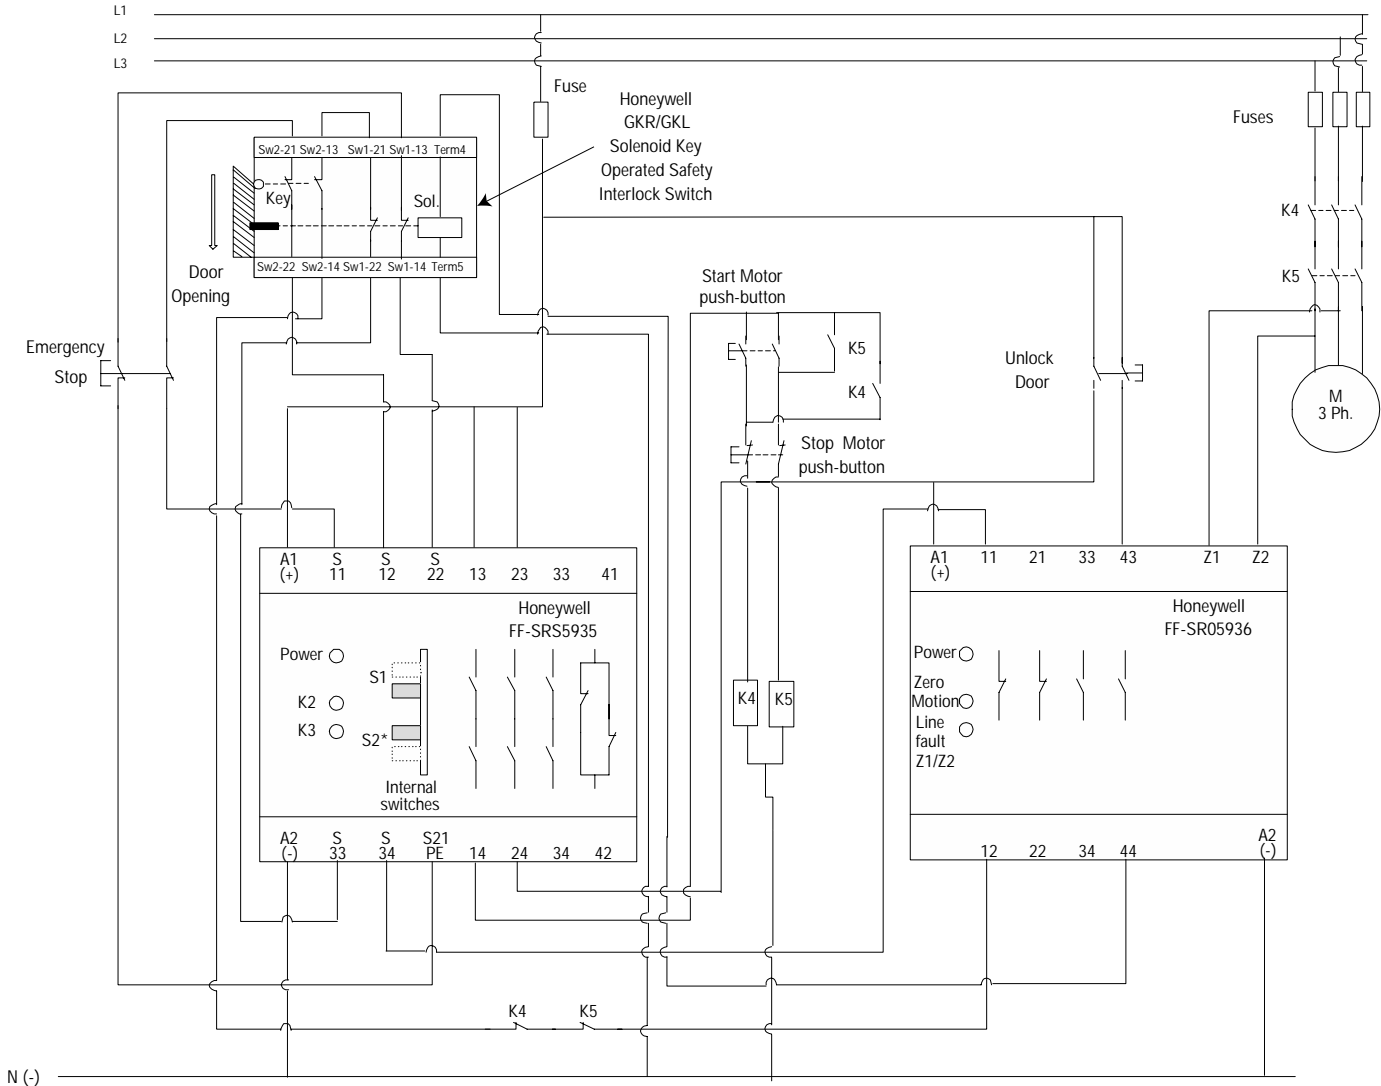 L1
L2
L3
Fuse
Honeywell
GKR/GKL
Solenoid Key
Operated Safety
Interlock Switch
Fuses
Sw2-21 Sw2-13 Sw1-21 Sw1-13 Term4
Key
Sol.
Sw2-22 Sw2-14 Sw1-22 Sw1-14 Term5
Door
Opening
K4
K5
Start Motor
push-button
Emergency
Stop
K5
K4
Unlock
Door
M
3 Ph.
Stop Motor
push-button
A1 S S S
(+) 11 12 22 13 23 33 41
Honeywell
FF-SRS5935
Power
K2
K3
S1
S2*
Internal
switches
A2 S S S21
(-) 33 34 PE 14 24 34 42
K4 K5
A1 11 21 33 43 Z1 Z2
(+)
Honeywell
FF-SR05936
Power
Zero
Motion
Line
fault
Z1/Z2
A2
(-)
12 22 34 44
K4 K5
N (-)